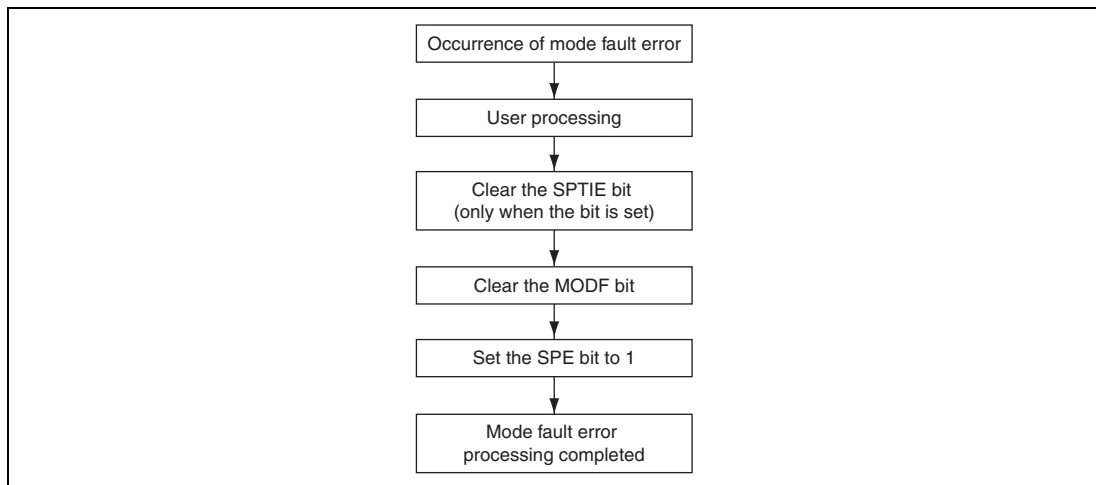 Occurrence of mode fault error
User processing
Clear the SPTIE bit
(only when the bit is set)
Clear the MODF bit
Set the SPE bit to 1
Mode fault error
processing completed